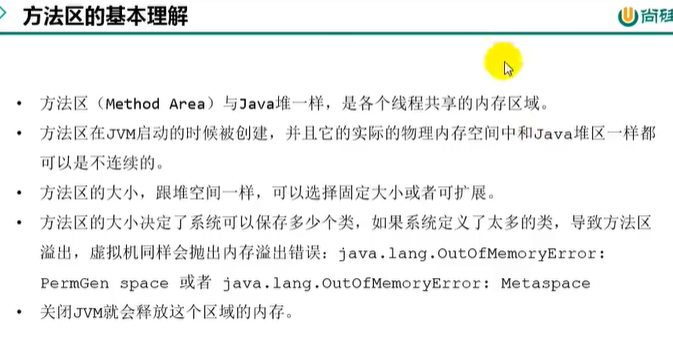 方法区的基本理解
尚硅
• 方法区（Method Area）与Java堆一样，是各个线程共享的内存区域。
• 方法区在JVM启动的时候被创建，并且它的实际的物理内存空间中和Java堆区一样都
可以是不连续的。
• 方法区的大小，跟堆空间一样，可以选择固定大小或者可扩展。
• 方法区的大小决定了系统可以保存多少个类，如果系统定义了太多的类，导致方法区
溢出，虚拟机同样会抛出内存溢出错误：java.lang.OutOfMemoryError:
PermGen space 或者 java.lang.OutOfMemoryError: Metaspace
• 关闭JVM就会释放这个区域的内存。